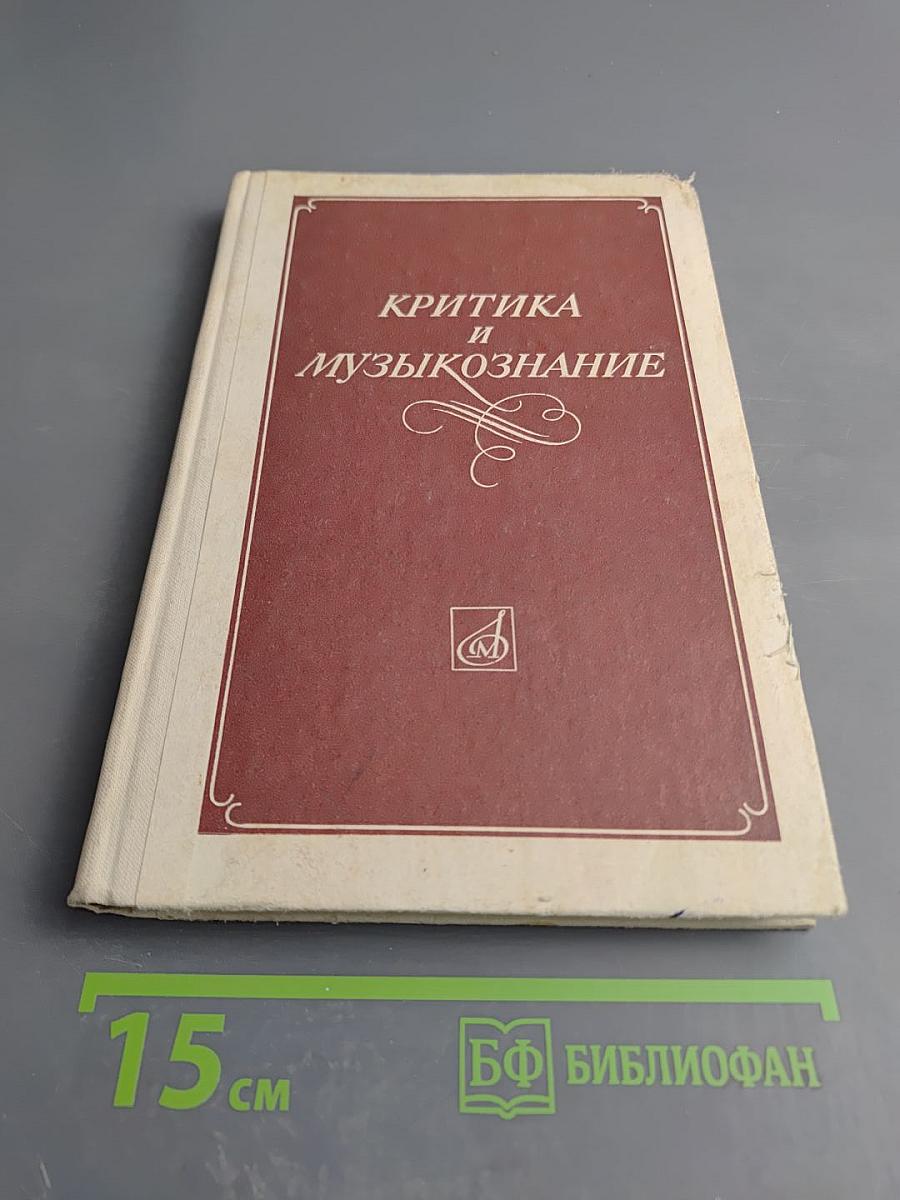 КРИТИКА
и
МУЗЫКОЗНАНИЕ
М
15 см
БФ БИБЛИОФАН